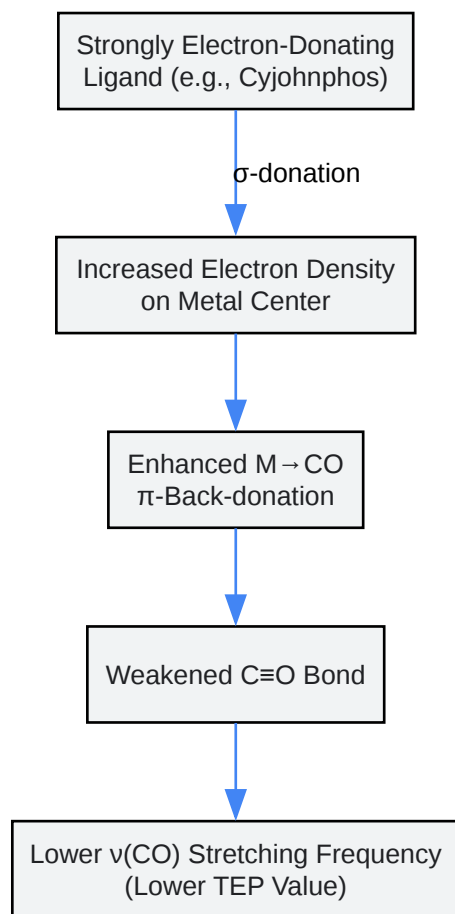 Strongly Electron-Donating
Ligand (e.g., Cyjohnphos)
σ-donation
Increased Electron Density
on Metal Center
Enhanced M→CO
π-Back-donation
Weakened C≡O Bond
Lower ν(CO) Stretching Frequency
(Lower TEP Value)